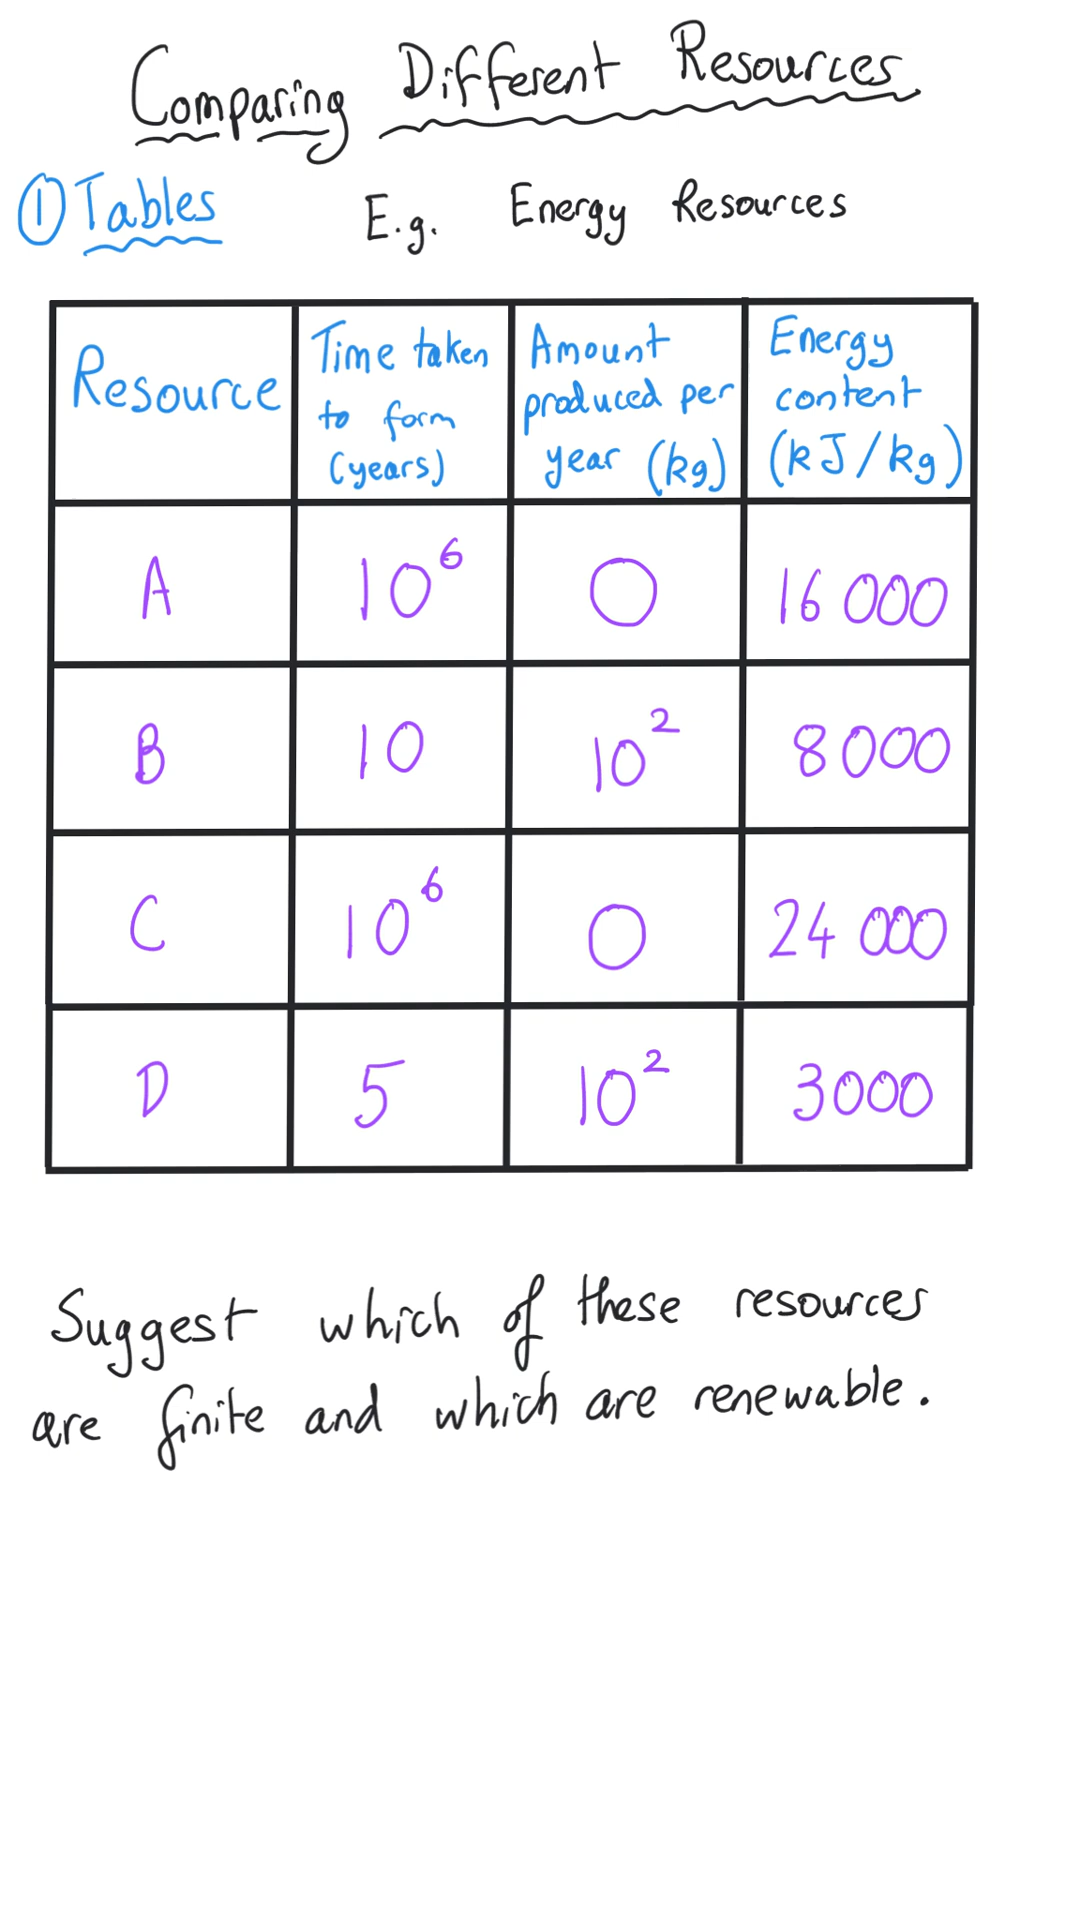 Comparing Different Resources
① Tables E.g. Energy Resources
Resource | Time taken to form (years) | Amount produced per year (kg) | Energy content (kJ/kg)
A | 10⁶ | 0 | 16 000
B | 10 | 10² | 8000
C | 10⁶ | 0 | 24 000
D | 5 | 10² | 3000
Suggest which of these resources
are finite and which are renewable.